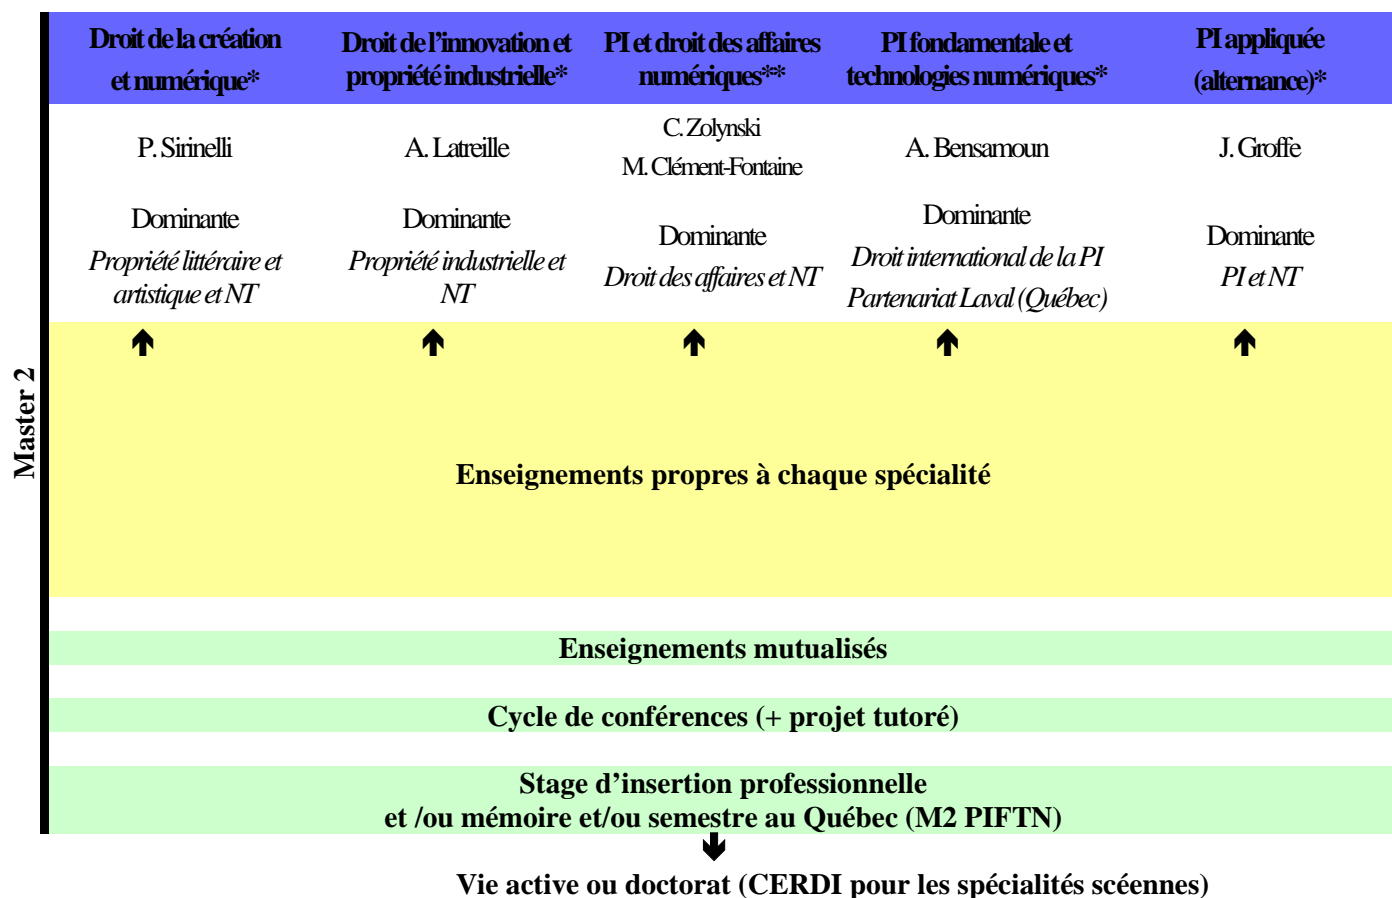 Droit de la création
et numérique*
Droit de l'innovation et
propriété industrielle*
PI et droit des affaires
numériques**
PI fondamentale et
technologies numériques*
PI appliquée
(alternance)*
P. Sirinelli
A. Latreille
C. Zolynski
M. Clément-Fontaine
A. Bensamoun
J. Groffe
Dominante
Propriété littéraire et
artistique et NT
Dominante
Propriété industrielle et
NT
Dominante
Droit des affaires et NT
Dominante
Droit international de la PI
Partenariat Laval (Québec)
Dominante
PI et NT
Master 2
Enseignements propres à chaque spécialité
Enseignements mutualisés
Cycle de conférences (+ projet tutoré)
Stage d'insertion professionnelle
et /ou mémoire et/ou semestre au Québec (M2 PIFTN)
Vie active ou doctorat (CERDI pour les spécialités scéennes)